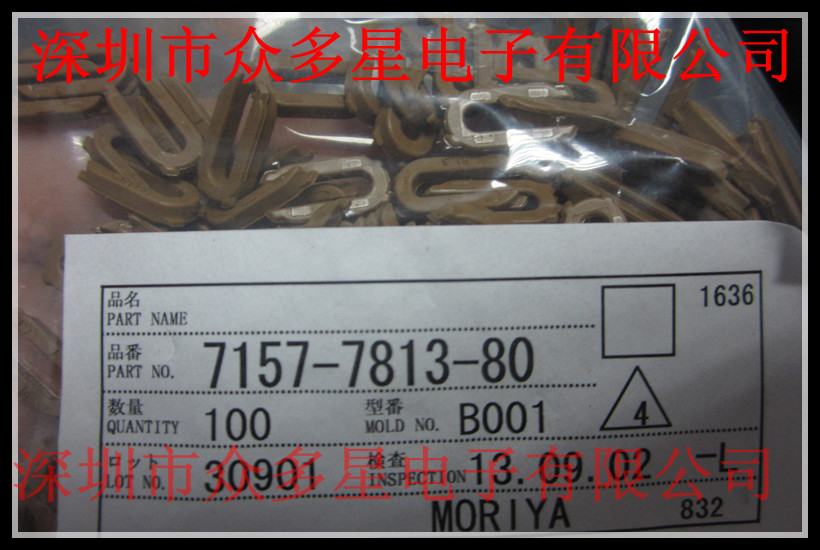 深圳市众多星电子有限公司
品名
PART NAME
1636
品番
PART NO. 7157-7813-80
数量
QUANTITY 100
型番
MOLD NO. B001
4
ロット
LOT NO. 30901
検査
INSPECTION 13.09.02 -L
深圳市众多星电子有限公司
MORIYA 832